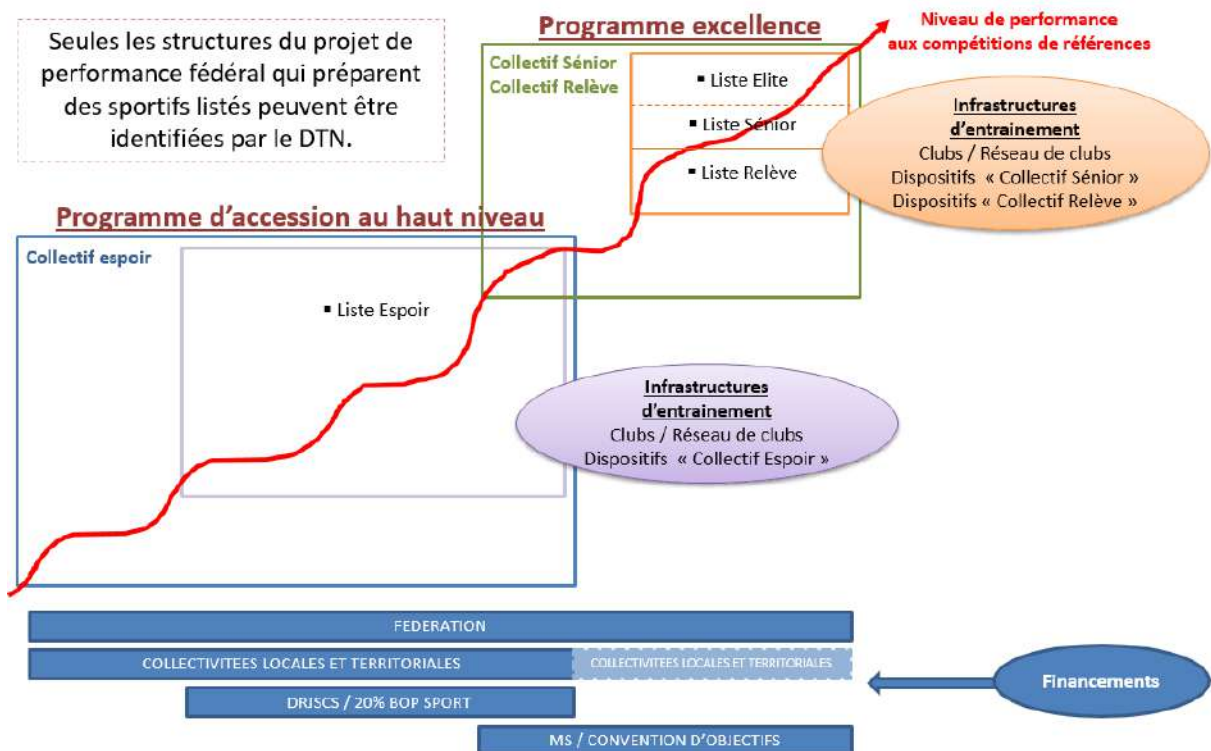 Seules les structures du projet de
performance fédéral qui préparent
des sportifs listés peuvent être
identifiées par le DTN.
Programme excellence
Niveau de performance
aux compétitions de références
Collectif Sénior
Collectif Relève
▪ Liste Elite
▪ Liste Sénior
▪ Liste Relève
Infrastructures
d'entrainement
Clubs / Réseau de clubs
Dispositifs « Collectif Sénior »
Dispositifs « Collectif Relève »
Programme d'accession au haut niveau
Collectif espoir
▪ Liste Espoir
Infrastructures
d'entrainement
Clubs / Réseau de clubs
Dispositifs « Collectif Espoir »
FEDERATION
COLLECTIVITEES LOCALES ET TERRITORIALES
COLLECTIVITEES LOCALES ET TERRITORIALES
DRJSCS / 20% BOP SPORT
MS / CONVENTION D'OBJECTIFS
Financements